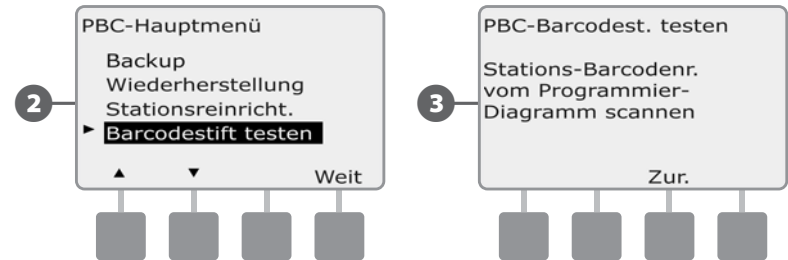 2
PBC-Hauptmenü
Backup
Wiederherstellung
Stationsreinricht.
Barcodestift testen
Weit
3
PBC-Barcodest. testen
Stations-Barcodenr.
vom Programmier-
Diagramm scannen
Zur.